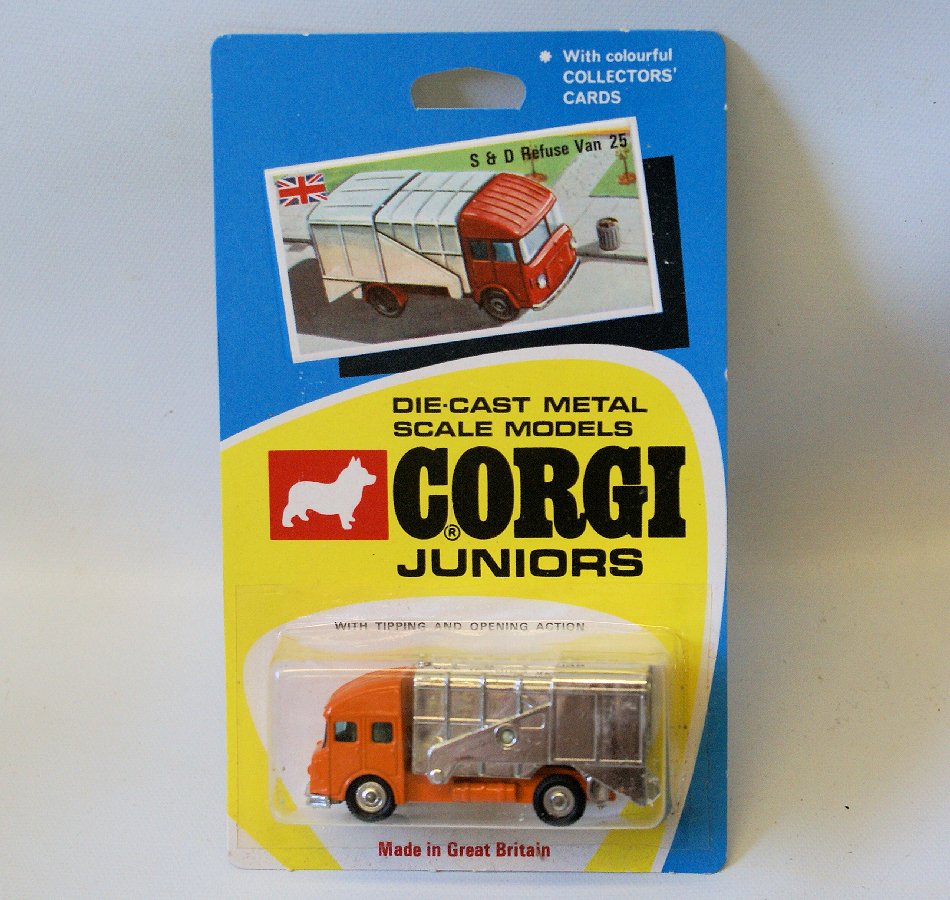 * With colourful
COLLECTORS'
CARDS
S & D Refuse Van 25
DIE-CAST METAL
SCALE MODELS
CORGI
®
JUNIORS
WITH TIPPING AND OPENING ACTION
Made in Great Britain